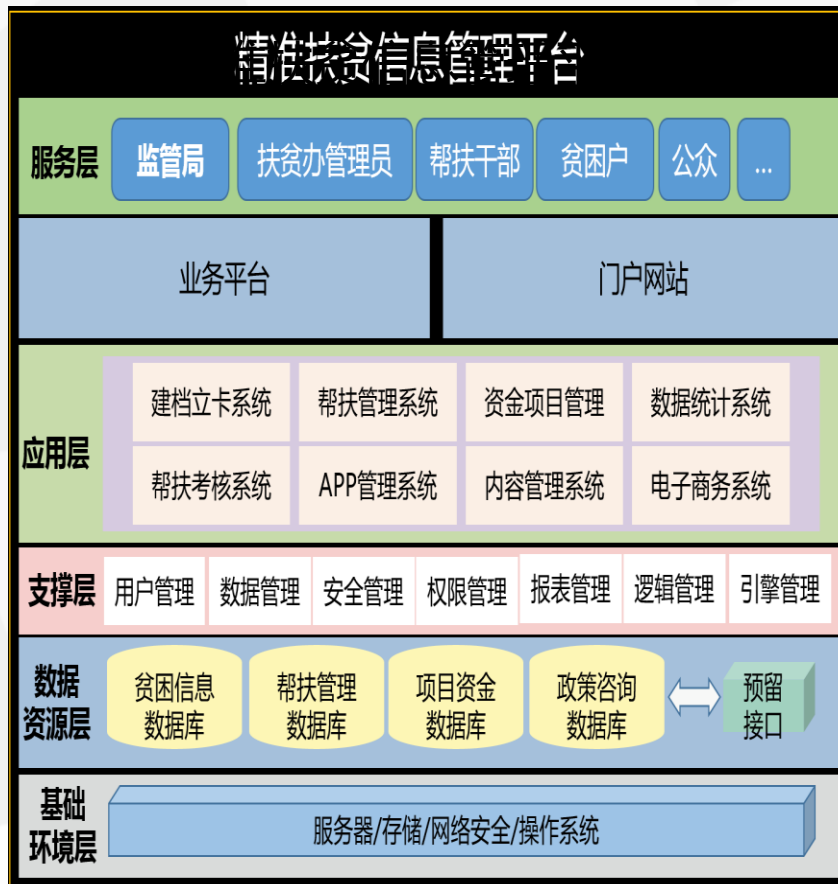 精准扶贫信息管理平台
服务层 监管局 扶贫办管理员 帮扶干部 贫困户 公众 ...
业务平台 门户网站
应用层
建档立卡系统 帮扶管理系统 资金项目管理 数据统计系统
帮扶考核系统 APP管理系统 内容管理系统 电子商务系统
支撑层 用户管理 数据管理 安全管理 权限管理 报表管理 逻辑管理 引擎管理
数据
资源层
贫困信息
数据库
帮扶管理
数据库
项目资金
数据库
政策咨询
数据库
预留
接口
基础
环境层
服务器/存储/网络安全/操作系统